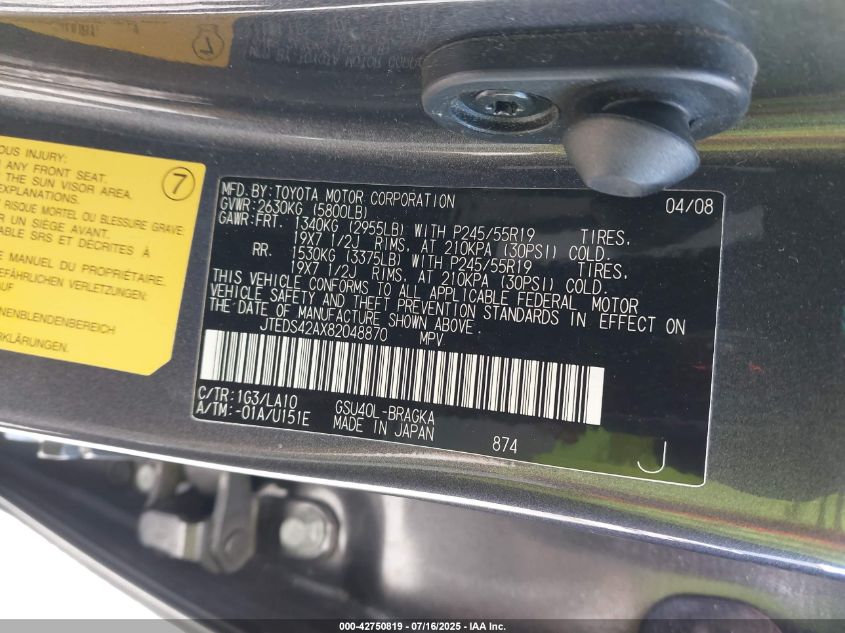 OUS INJURY:
ANY FRONT SEAT.
THE SUN VISOR AREA.
EXPLANATIONS.
RISQUE MORTEL OU BLESSURE GRAVE:
UN SIÉGE AVANT.
ABLE SRS ET DÉCRITES À
E MANUEL DU PROPRIÉTAIRE.
EFÄHRLICHEN VERLETZUNGEN:
AUF
NENBLENDENBEREICH
RKLÄRUNGEN.
7
MFD.BY:TOYOTA MOTOR CORPORATION 04/08
GVWR:2630KG (5800LB)
GAWR:FRT. 1340KG (2955LB) WITH P245/55R19 TIRES,
19X7 1/2J RIMS, AT 210KPA (30PSI) COLD.
RR. 1530KG (3375LB) WITH P245/55R19 TIRES,
19X7 1/2J RIMS, AT 210KPA (30PSI) COLD.
THIS VEHICLE CONFORMS TO ALL APPLICABLE FEDERAL MOTOR
VEHICLE SAFETY AND THEFT PREVENTION STANDARDS IN EFFECT ON
THE DATE OF MANUFACTURE SHOWN ABOVE.
JTEDS42AX82048870 MPV
C/TR:1G3/LA10 GSU40L-BRAGKA
A/TM:-01A/U151E MADE IN JAPAN 874
J
000-42750819 - 07/16/2025 - IAA Inc.